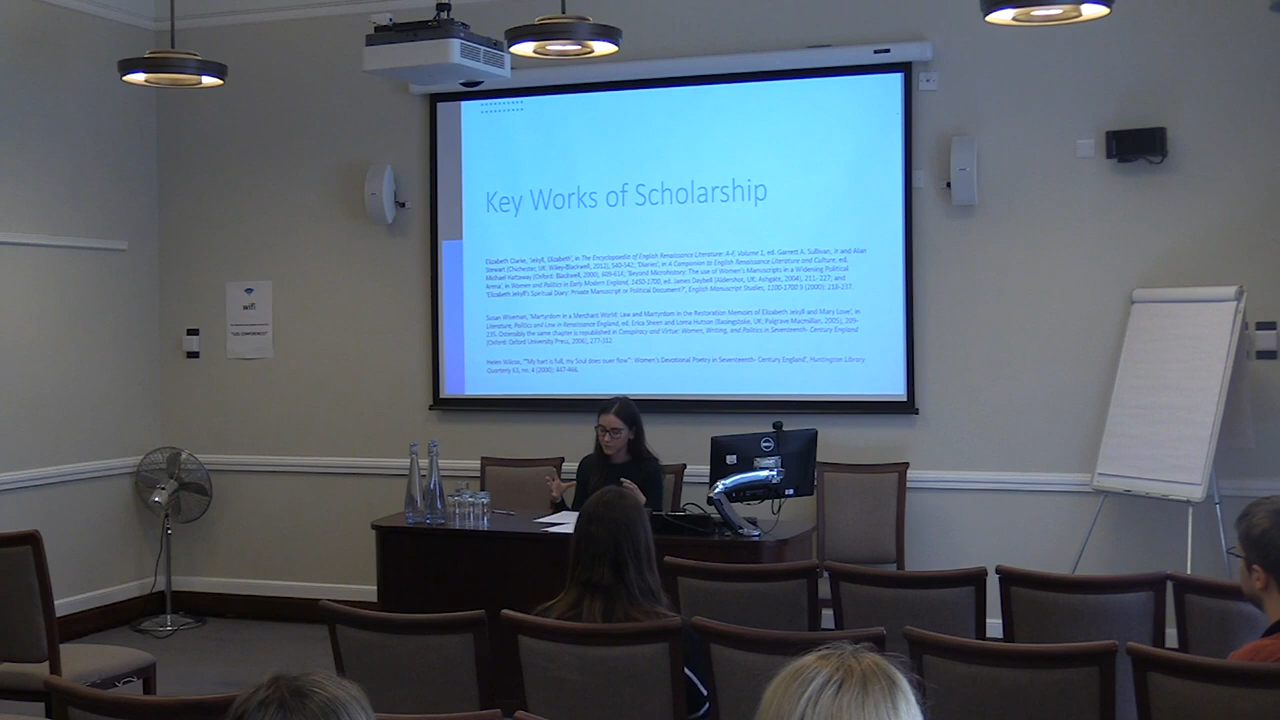 Key Works of Scholarship
Elizabeth Clarke, 'Jekyll, Elizabeth', in The Encyclopaedia of English Renaissance Literature: A-F, Volume 1, ed. Garrett A. Sullivan, Jr and Alan
Stewart (Chichester, UK: Wiley-Blackwell, 2012), 540-542; 'Diaries', in A Companion to English Renaissance Literature and Culture, ed.
Michael Hattaway (Oxford: Blackwell, 2000), 609-614; 'Beyond Microhistory: The use of Women's Manuscripts in a Widening Political
Arena', in Women and Politics in Early Modern England, 1450-1700, ed. James Daybell (Aldershot, UK: Ashgate, 2004), 211-227; and
'Elizabeth Jekyll's Spiritual Diary: Private Manuscript or Political Document?', English Manuscript Studies, 1100-1700 9 (2000): 218-237.
Susan Wiseman, 'Martyrdom in a Merchant World: Law and Martyrdom in the Restoration Memoirs of Elizabeth Jekyll and Mary Love', in
Literature, Politics and Law in Renaissance England, ed. Erica Sheen and Lorna Hutson (Basingstoke, UK: Palgrave Macmillan, 2005), 209-
235. Ostensibly the same chapter is republished in Conspiracy and Virtue: Women, Writing, and Politics in Seventeenth- Century England
(Oxford: Oxford University Press, 2006), 277-312.
Helen Wilcox, '"My hart is full, my Soul does ouer flow": Women's Devotional Poetry in Seventeenth- Century England', Huntington Library
Quarterly 63, no. 4 (2000): 447-466.
wifi
DELL